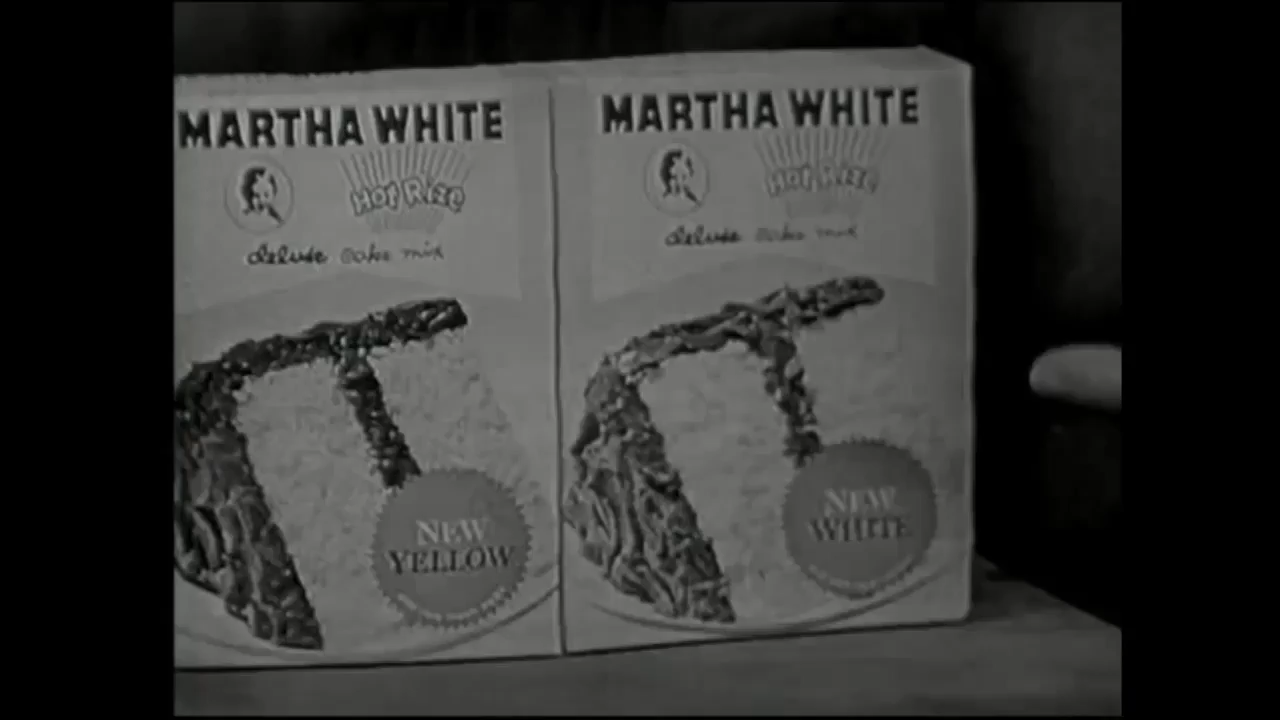 MARTHA WHITE
Hot Rize
deluxe cake mix
NEW
YELLOW
MARTHA WHITE
Hot Rize
deluxe cake mix
NEW
WHITE